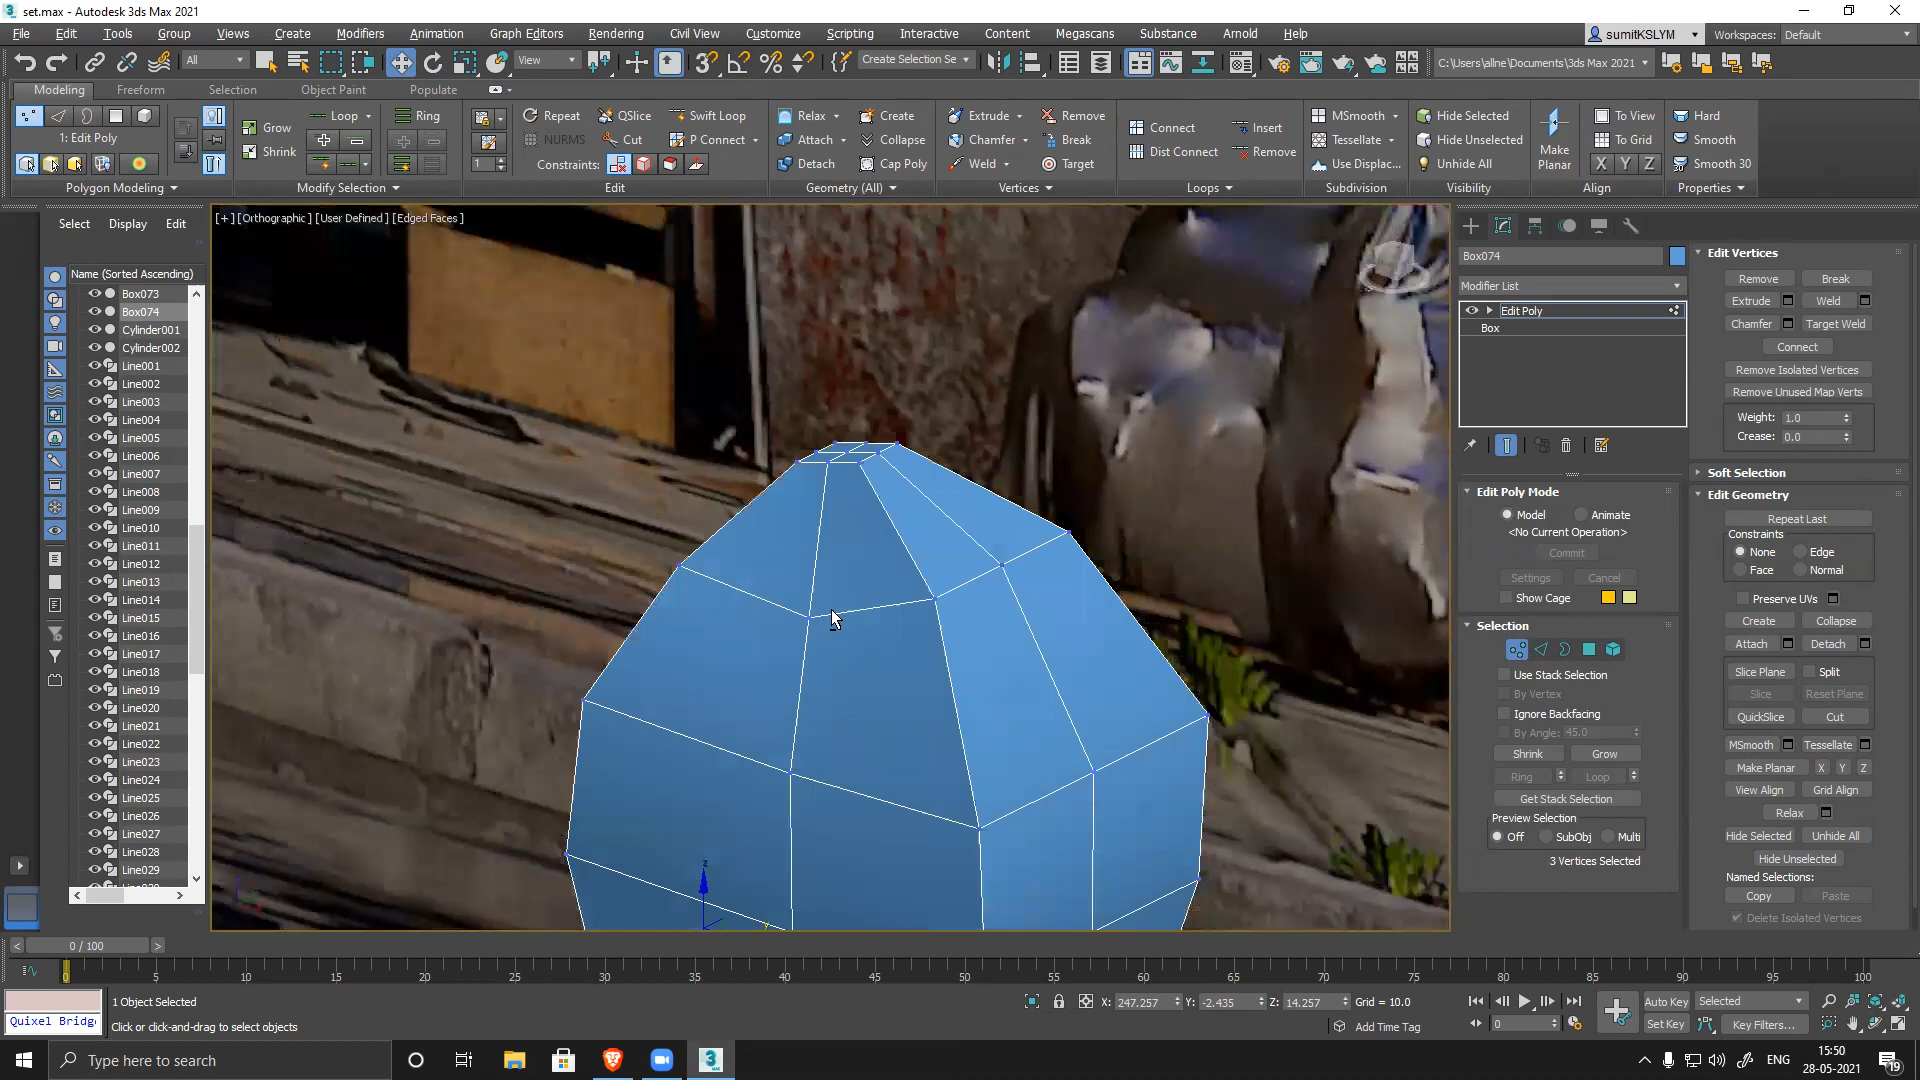 set.max - Autodesk 3ds Max 2021
File Edit Tools Group Views Create Modifiers Animation Graph Editors Rendering Civil View Customize Scripting Interactive Content Megascans Substance Arnold Help
sumitKSLYM Workspaces: Default
All View Create Selection Se C:\Users\allne\Documents\3ds Max 2021
Modeling Freeform Selection Object Paint Populate
1: Edit Poly
Polygon Modeling
Loop Ring
Grow
Shrink
Modify Selection
Repeat QSlice Swift Loop
NURMS Cut P Connect
1 Constraints:
Edit
Relax Create
Attach Collapse
Detach Cap Poly
Geometry (All)
Extrude Remove
Chamfer Break
Weld Target
Vertices
Connect Insert
Dist Connect Remove
Loops
MSmooth
Tessellate
Use Displac...
Subdivision
Hide Selected
Hide Unselected
Unhide All
Visibility
Make Planar
To View
To Grid
X Y Z
Align
Hard
Smooth
Smooth 30
Properties
Select Display Edit
Name (Sorted Ascending)
Box073
Box074
Cylinder001
Cylinder002
Line001
Line002
Line003
Line004
Line005
Line006
Line007
Line008
Line009
Line010
Line011
Line012
Line013
Line014
Line015
Line016
Line017
Line018
Line019
Line020
Line021
Line022
Line023
Line024
Line025
Line026
Line027
Line028
Line029
[+] [Orthographic ] [User Defined ] [Edged Faces ]
z
Box074
Modifier List
Edit Poly
Box
Edit Poly Mode
Model Animate
<No Current Operation>
Commit
Settings Cancel
Show Cage
Selection
Use Stack Selection
By Vertex
Ignore Backfacing
By Angle: 45.0
Shrink Grow
Ring Loop
Get Stack Selection
Preview Selection
Off SubObj Multi
3 Vertices Selected
Edit Vertices
Remove Break
Extrude Weld
Chamfer Target Weld
Connect
Remove Isolated Vertices
Remove Unused Map Verts
Weight: 1.0
Crease: 0.0
Soft Selection
Edit Geometry
Repeat Last
Constraints
None Edge
Face Normal
Preserve UVs
Create Collapse
Attach Detach
Slice Plane Split
Slice Reset Plane
QuickSlice Cut
MSmooth Tessellate
Make Planar X Y Z
View Align Grid Align
Relax
Hide Selected Unhide All
Hide Unselected
Named Selections:
Copy Paste
Delete Isolated Vertices
< 0 / 100 >
0 5 10 15 20 25 30 35 40 45 50 55 60 65 70 75 80 85 90 95 100
1 Object Selected
Quixel Bridg
Click or click-and-drag to select objects
X: 247.257 Y: -2.435 Z: 14.257 Grid = 10.0
Add Time Tag
0
Auto Key Selected
Set Key Key Filters...
Type here to search
ENG
15:50
28-05-2021
19